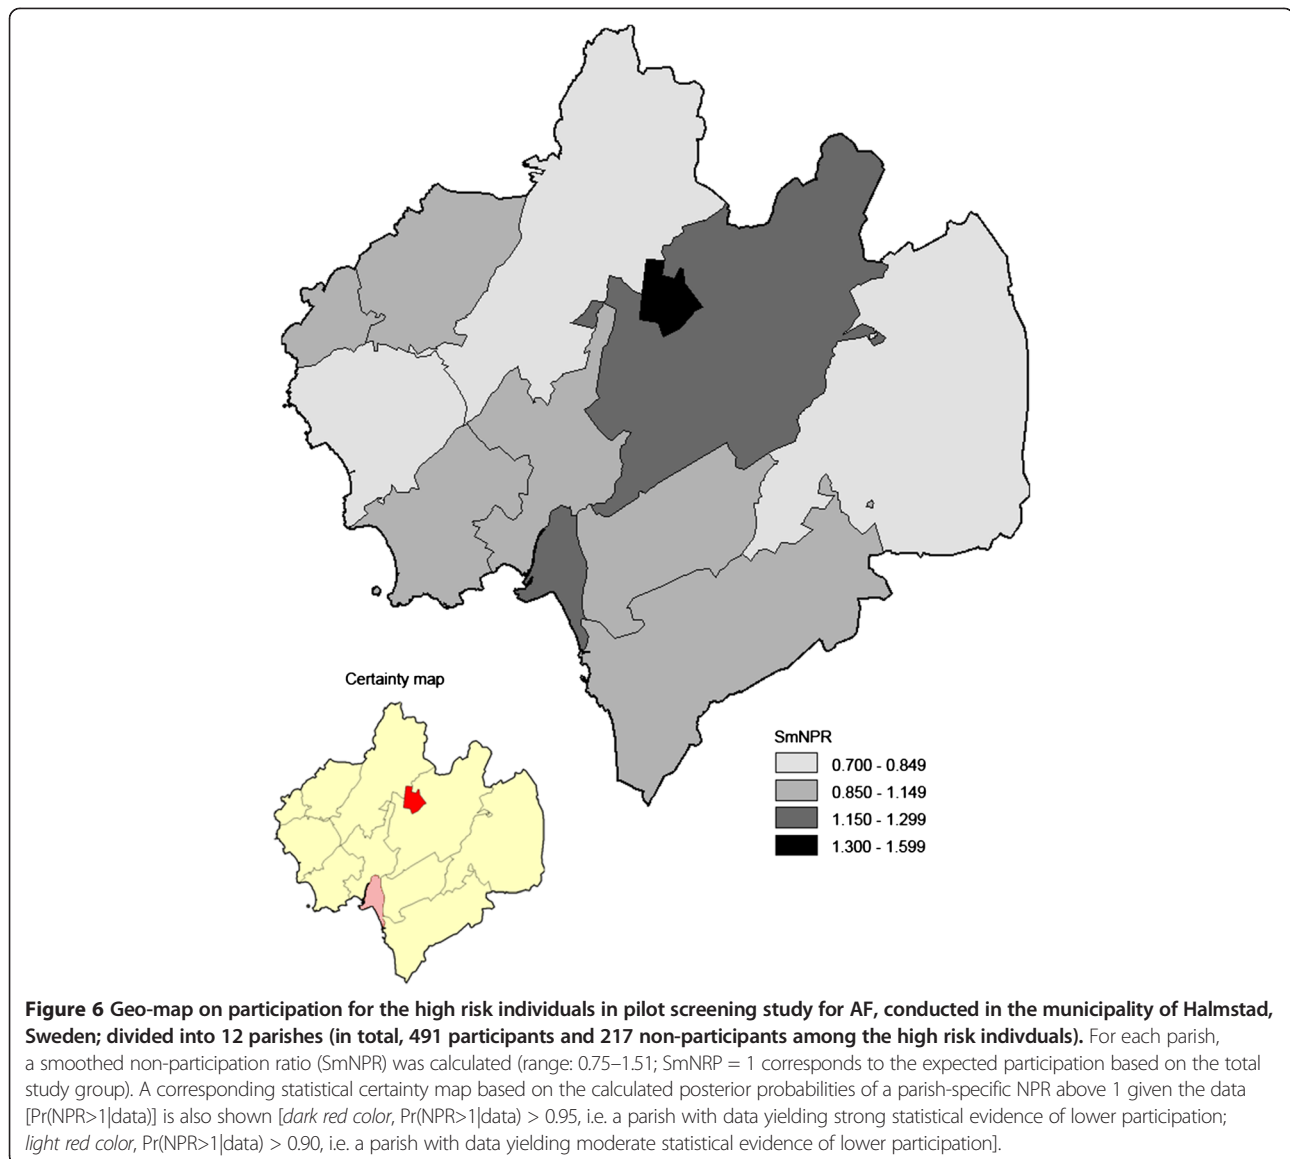 Certainty map
SmNPR
0.700 - 0.849
0.850 - 1.149
1.150 - 1.299
1.300 - 1.599
Figure 6 Geo-map on participation for the high risk individuals in pilot screening study for AF, conducted in the municipality of Halmstad,
Sweden; divided into 12 parishes (in total, 491 participants and 217 non-participants among the high risk indivduals). For each parish,
a smoothed non-participation ratio (SmNPR) was calculated (range: 0.75–1.51; SmNRP = 1 corresponds to the expected participation based on the total
study group). A corresponding statistical certainty map based on the calculated posterior probabilities of a parish-specific NPR above 1 given the data
[Pr(NPR>1|data)] is also shown [dark red color, Pr(NPR>1|data) > 0.95, i.e. a parish with data yielding strong statistical evidence of lower participation;
light red color, Pr(NPR>1|data) > 0.90, i.e. a parish with data yielding moderate statistical evidence of lower participation].